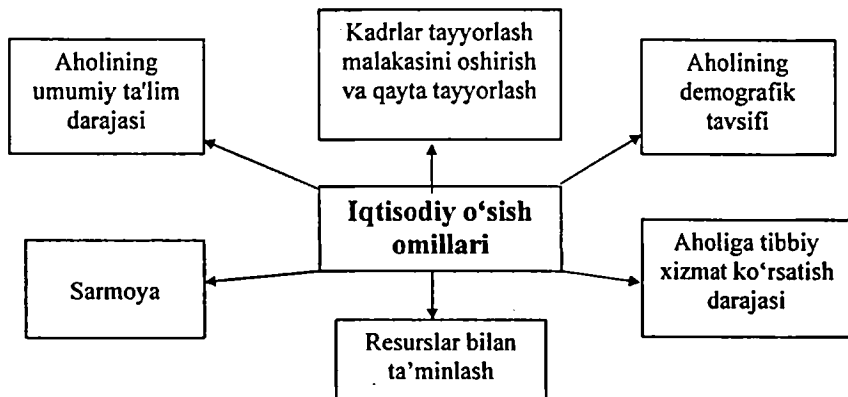 Aholining
umumiy ta'lim
darajasi
Kadrlar tayyorlash
malakasini oshirish
va qayta tayyorlash
Aholining
demografik
tavsifi
Iqtisodiy o‘sish
omillari
Sarmoya
Resurslar bilan
ta’minlash
Aholiga tibbiy
xizmat ko‘rsatish
darajasi